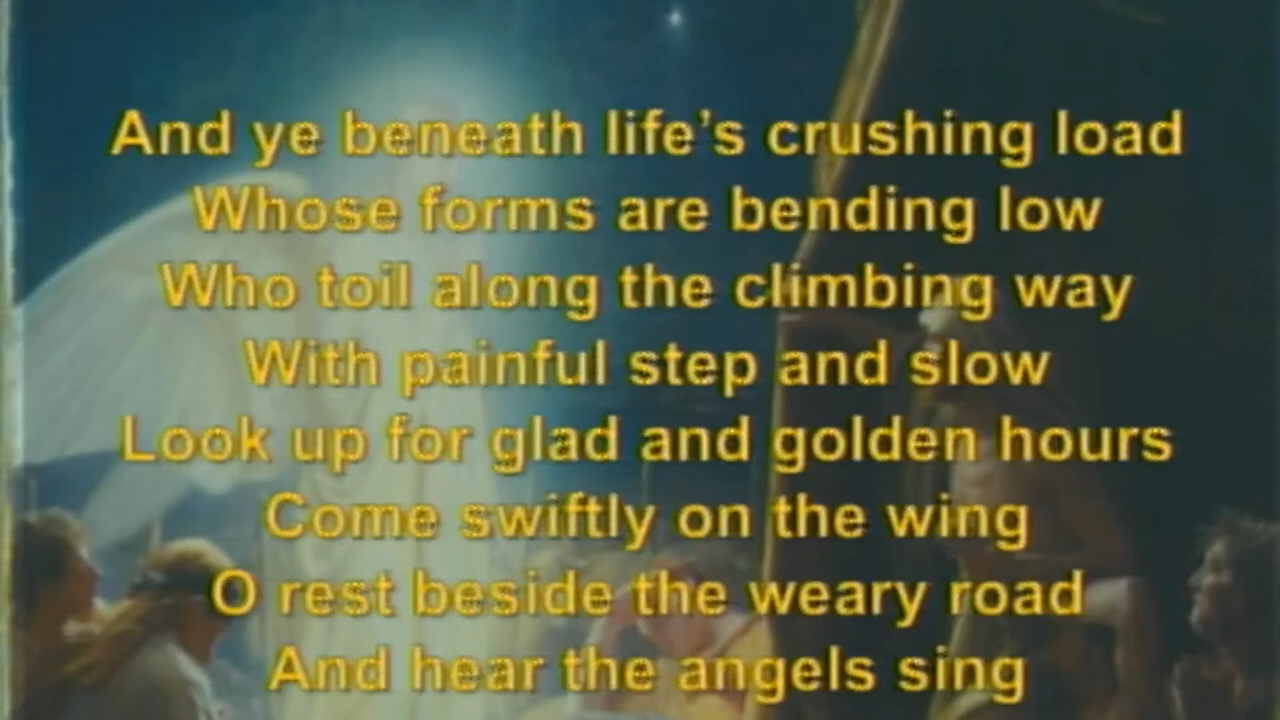 And ye beneath life's crushing load
Whose forms are bending low
Who toil along the climbing way
With painful step and slow
Look up for glad and golden hours
Come swiftly on the wing
O rest beside the weary road
And hear the angels sing